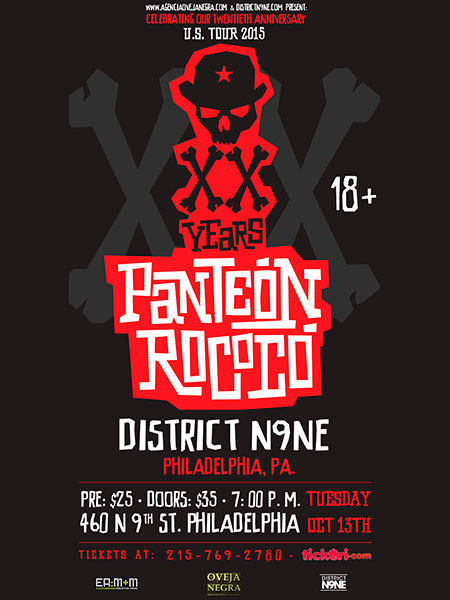 WWW.AGENCIAOVEJANEGRA.COM & DISTRICTN9NE.COM PRESENT:
CELEBRATING OUR TWENTIETH ANNIVERSARY
U.S. TOUR 2015
XX
18+
YEARS
PANTEÓN
ROCOCÓ
DISTRICT N9NE
PHILADELPHIA, PA.
PRE: $25 · DOORS: $35 · 7:00 P.M. TUESDAY
460 N 9TH ST. PHILADELPHIA OCT 13TH
TICKETS AT: 215-769-2780 · tickeri.com
EA:M+M OVEJA NEGRA DISTRICT N9NE